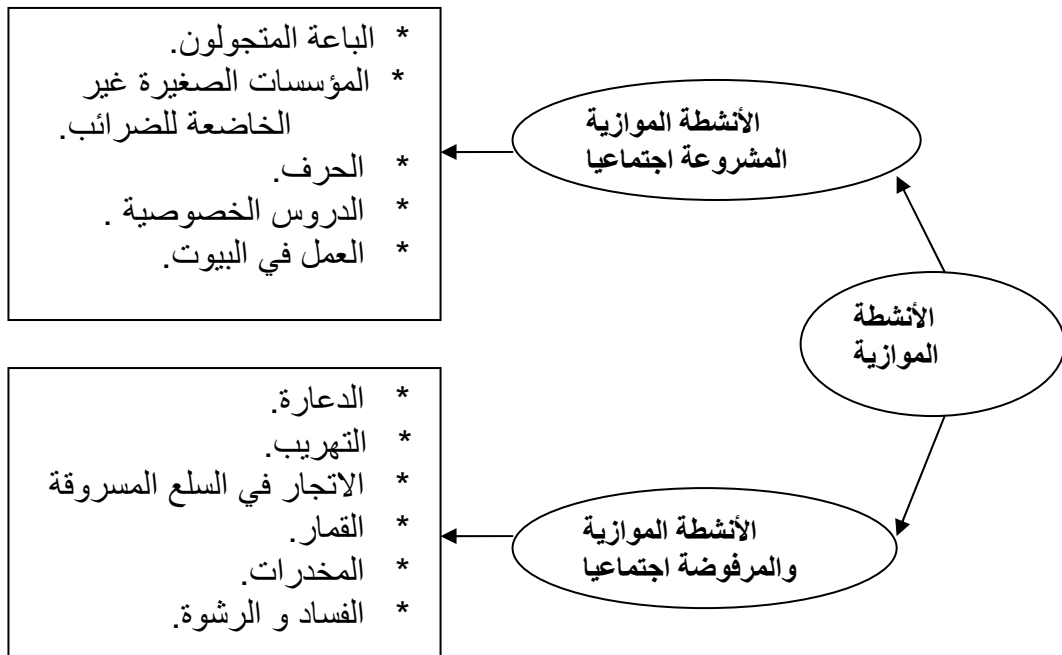 الأنشطة
الموازية
الأنشطة الموازية
المشروعة اجتماعيا
* الباعة المتجولون.
* المؤسسات الصغيرة غير
الخاضعة للضرائب.
* الحرف.
* الدروس الخصوصية .
* العمل في البيوت.
الأنشطة الموازية
والمرفوضة اجتماعيا
* الدعارة.
* التهريب.
* الاتجار في السلع المسروقة
* القمار.
* المخدرات.
* الفساد و الرشوة.